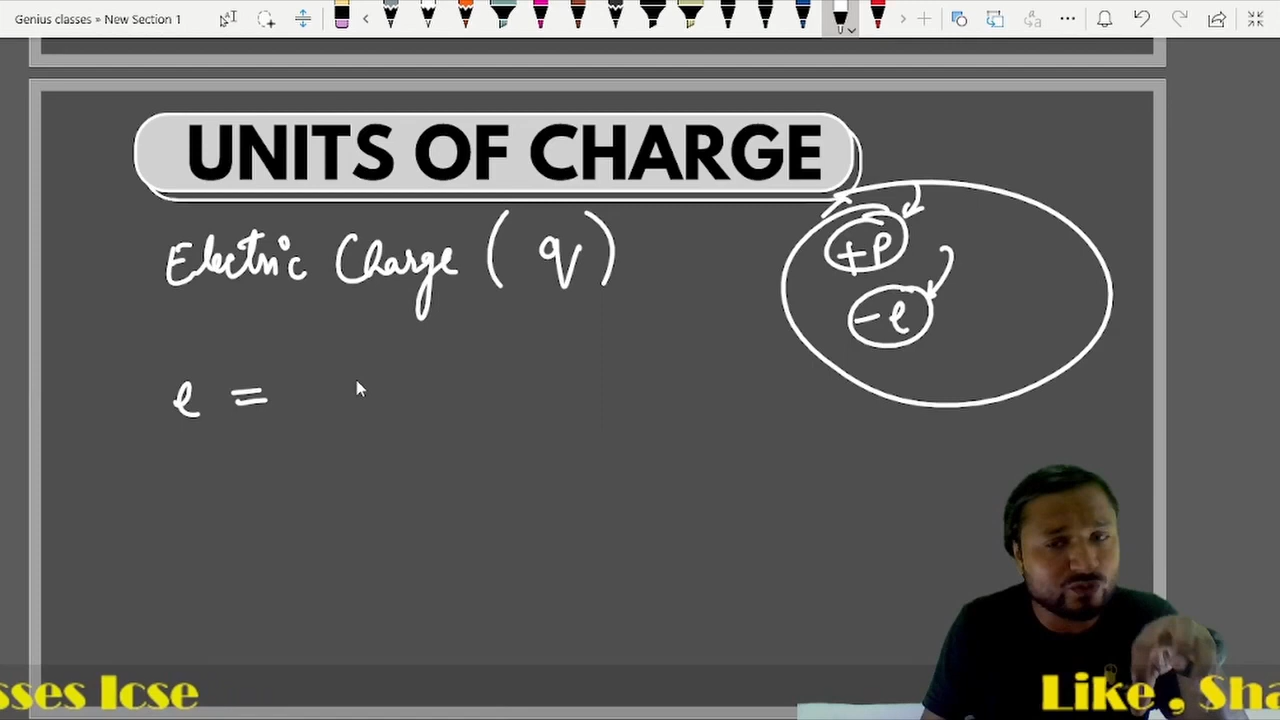 Genius classes » New Section 1
UNITS OF CHARGE
Electric Charge ( q )
+P
-e
e =
sses Icse
Like , Sha